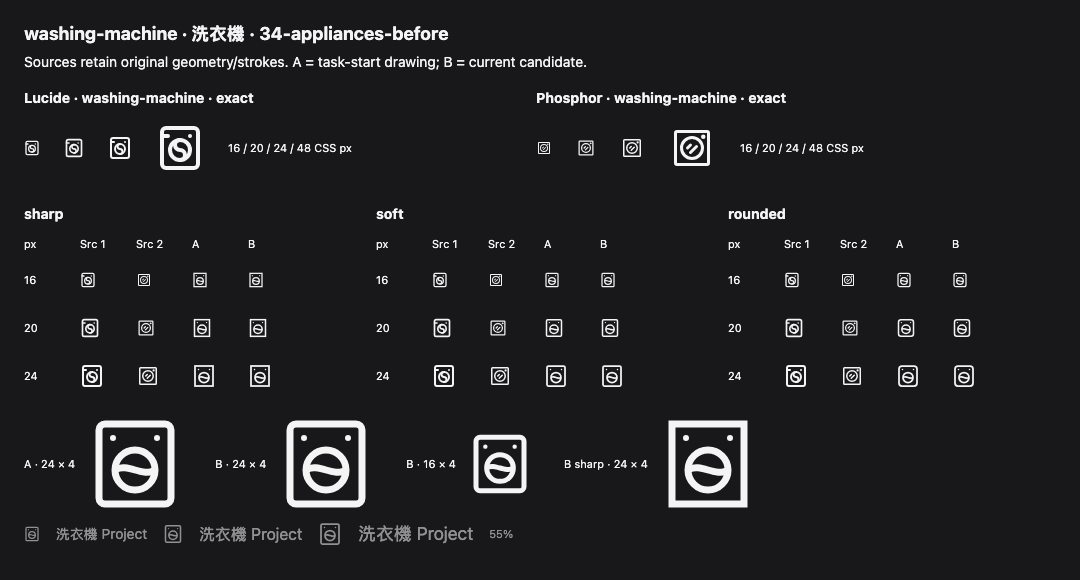 washing-machine · 洗衣機 · 34-appliances-before
Sources retain original geometry/strokes. A = task-start drawing; B = current candidate.
Lucide · washing-machine · exact
16 / 20 / 24 / 48 CSS px
Phosphor · washing-machine · exact
16 / 20 / 24 / 48 CSS px
sharp
px Src 1 Src 2 A B
16
20
24
soft
px Src 1 Src 2 A B
16
20
24
rounded
px Src 1 Src 2 A B
16
20
24
A · 24 × 4
B · 24 × 4
B · 16 × 4
B sharp · 24 × 4
洗衣機 Project 洗衣機 Project 洗衣機 Project 55%